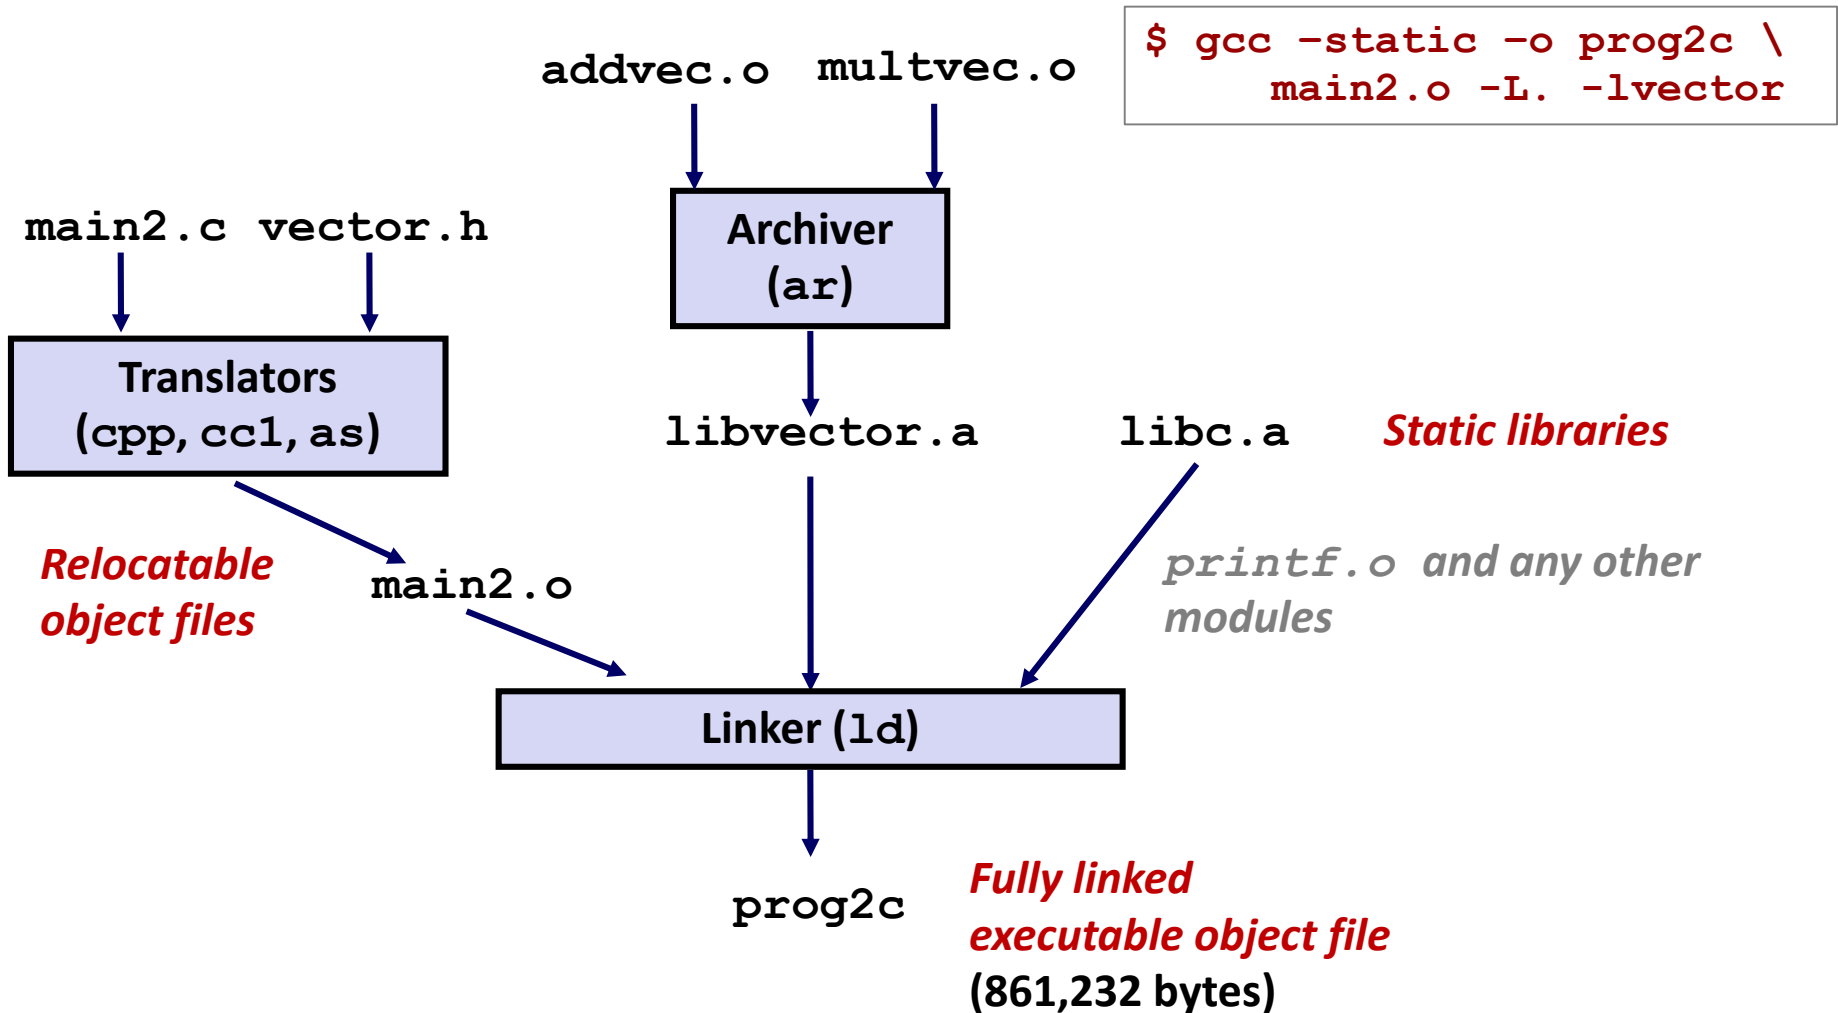 $ gcc –static –o prog2c \
main2.o -L. -lvector
addvec.o multvec.o
main2.c vector.h
Archiver
(ar)
Translators
(cpp, cc1, as)
libvector.a libc.a Static libraries
Relocatable
object files
main2.o
printf.o and any other
modules
Linker (ld)
prog2c
Fully linked
executable object file
(861,232 bytes)